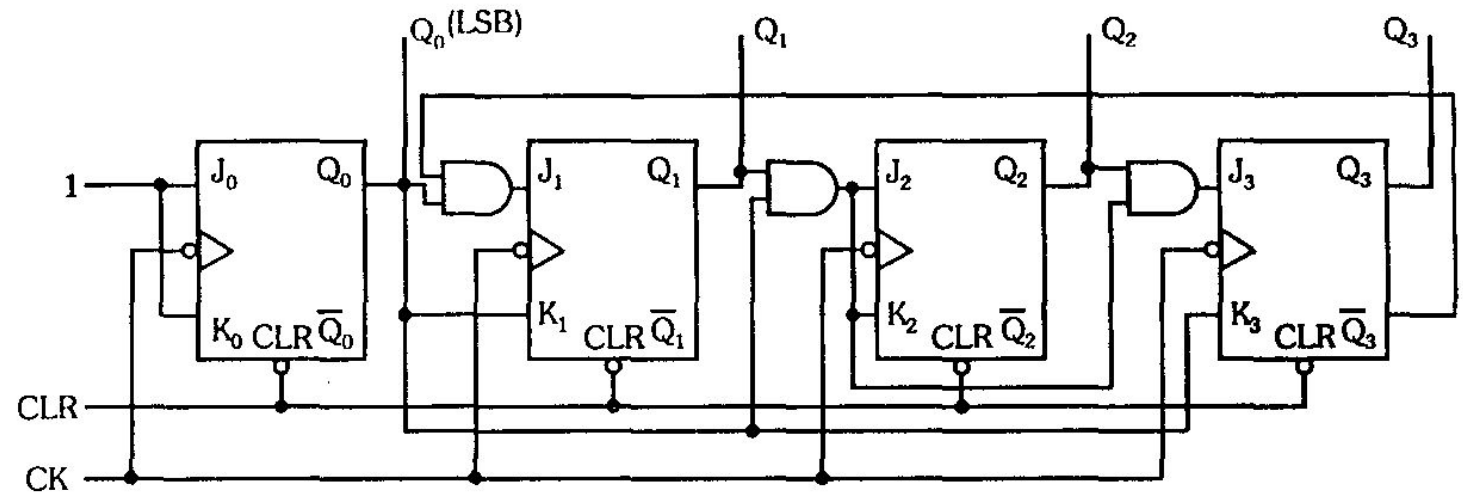 Q₀(LSB) Q₁ Q₂ Q₃
J₀ Q₀ J₁ Q₁ J₂ Q₂ J₃ Q₃
1
K₀ CLR Q̅₀ K₁ CLR Q̅₁ K₂ CLR Q̅₂ K₃ CLR Q̅₃
CLR
CK